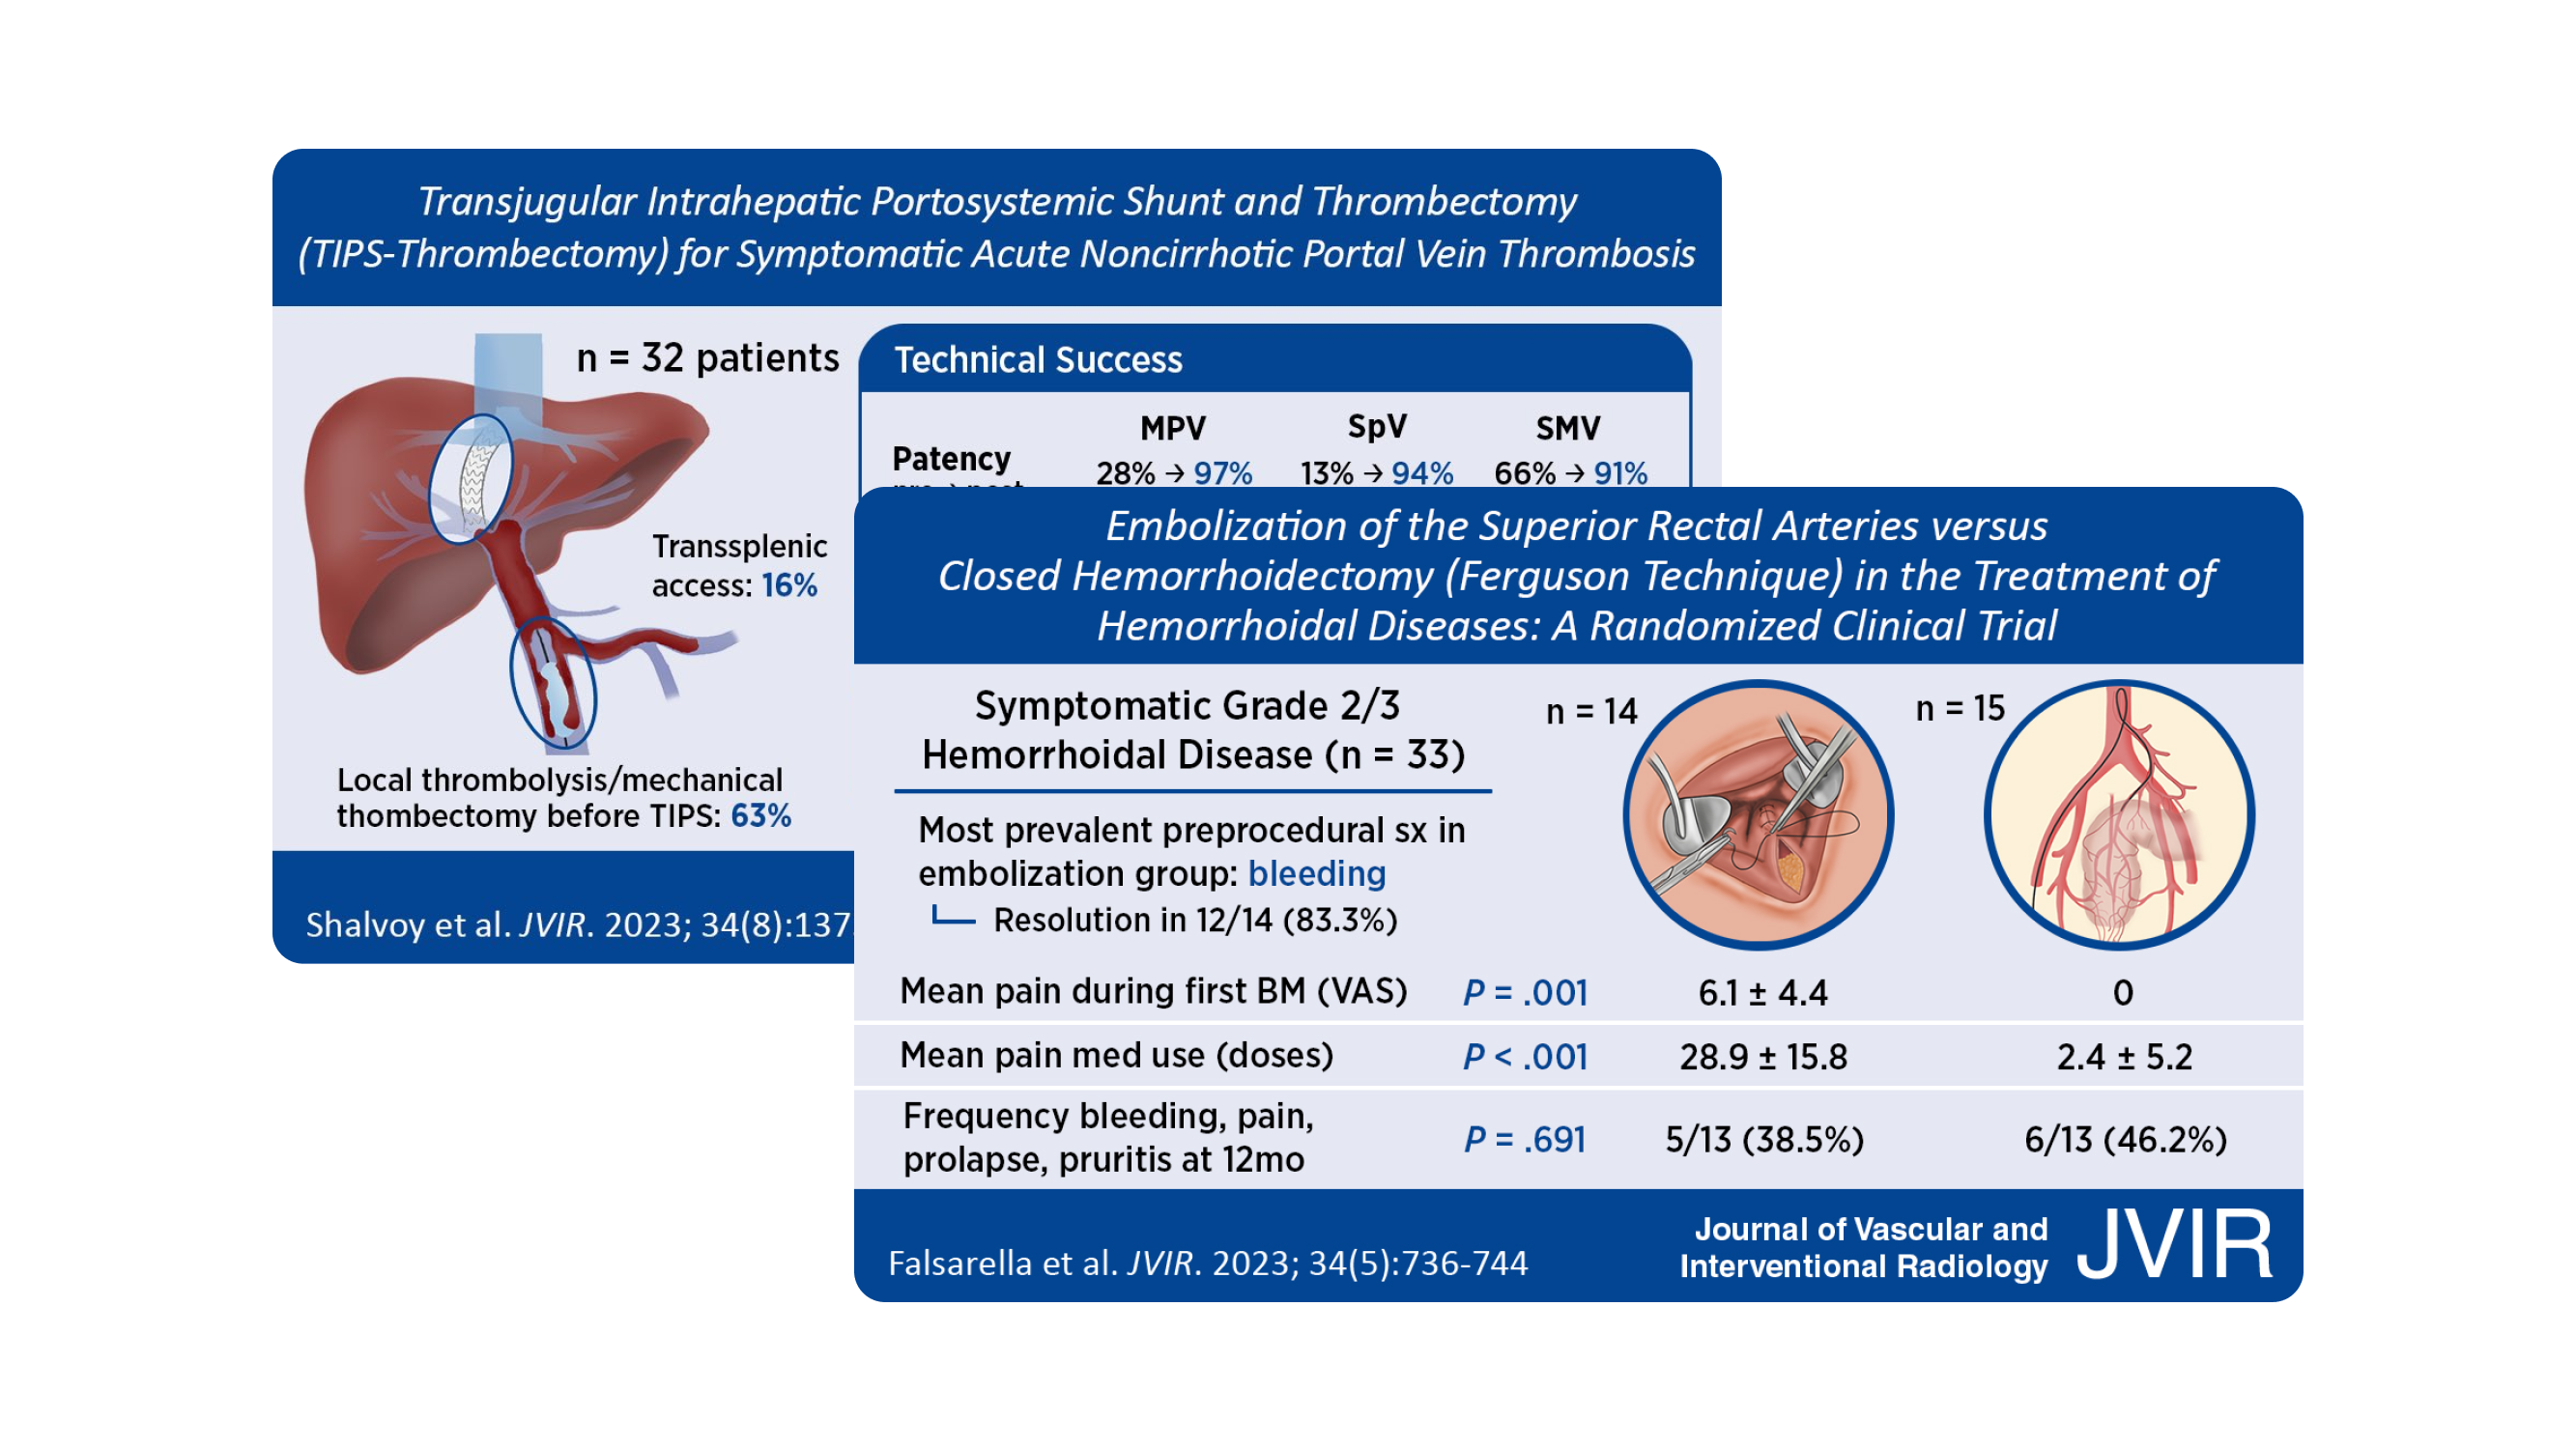 Transjugular Intrahepatic Portosystemic Shunt and Thrombectomy
(TIPS-Thrombectomy) for Symptomatic Acute Noncirrhotic Portal Vein Thrombosis
n = 32 patients
Transsplenic
access: 16%
Local thrombolysis/mechanical
thombectomy before TIPS: 63%
Technical Success
MPV SpV SMV
Patency
28% → 97% 13% → 94% 66% → 91%
Shalvoy et al. JVIR. 2023; 34(8):137
Embolization of the Superior Rectal Arteries versus
Closed Hemorrhoidectomy (Ferguson Technique) in the Treatment of
Hemorrhoidal Diseases: A Randomized Clinical Trial
Symptomatic Grade 2/3
Hemorrhoidal Disease (n = 33)
n = 14
n = 15
Most prevalent preprocedural sx in
embolization group: bleeding
Resolution in 12/14 (83.3%)
Mean pain during first BM (VAS) P = .001 6.1 ± 4.4 0
Mean pain med use (doses) P < .001 28.9 ± 15.8 2.4 ± 5.2
Frequency bleeding, pain,
prolapse, pruritis at 12mo P = .691 5/13 (38.5%) 6/13 (46.2%)
Falsarella et al. JVIR. 2023; 34(5):736-744
Journal of Vascular and
Interventional Radiology
JVIR